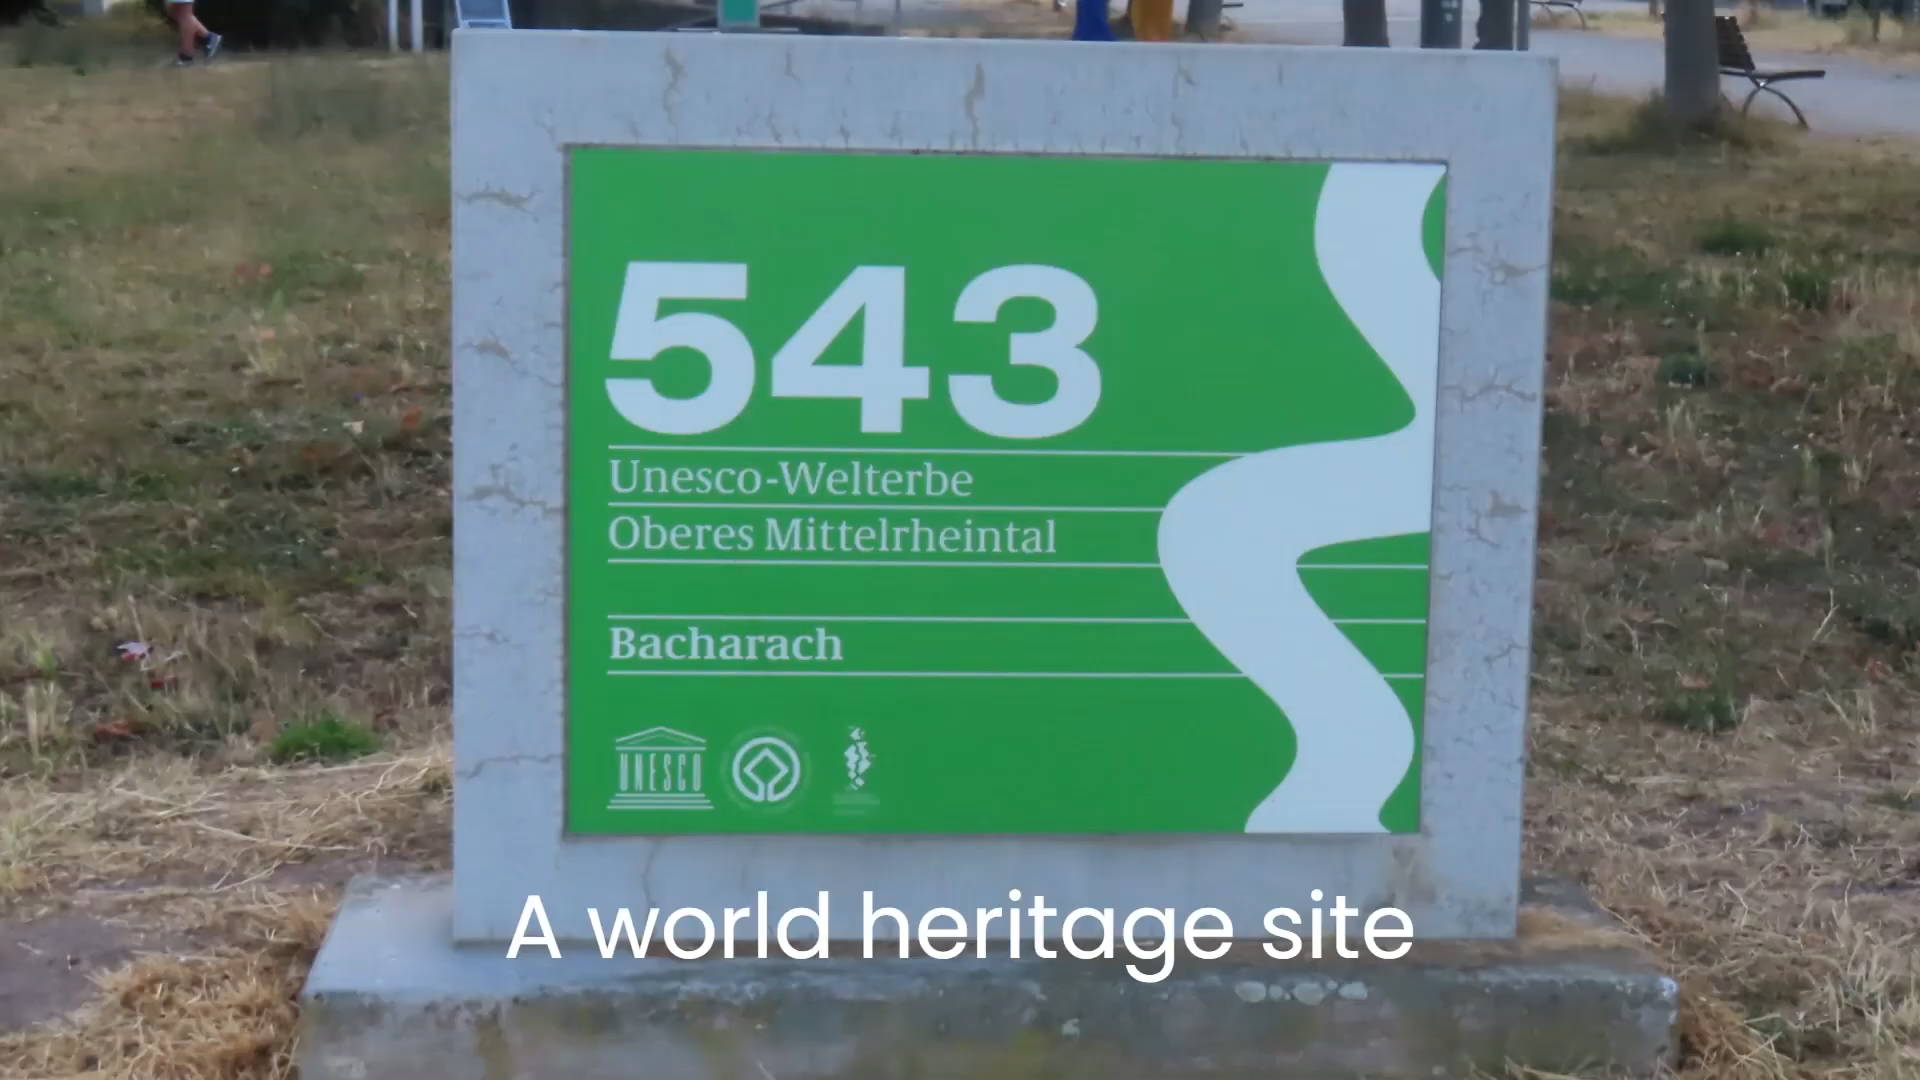 543
Unesco-Welterbe
Oberes Mittelrheintal
Bacharach
UNESCO
A world heritage site